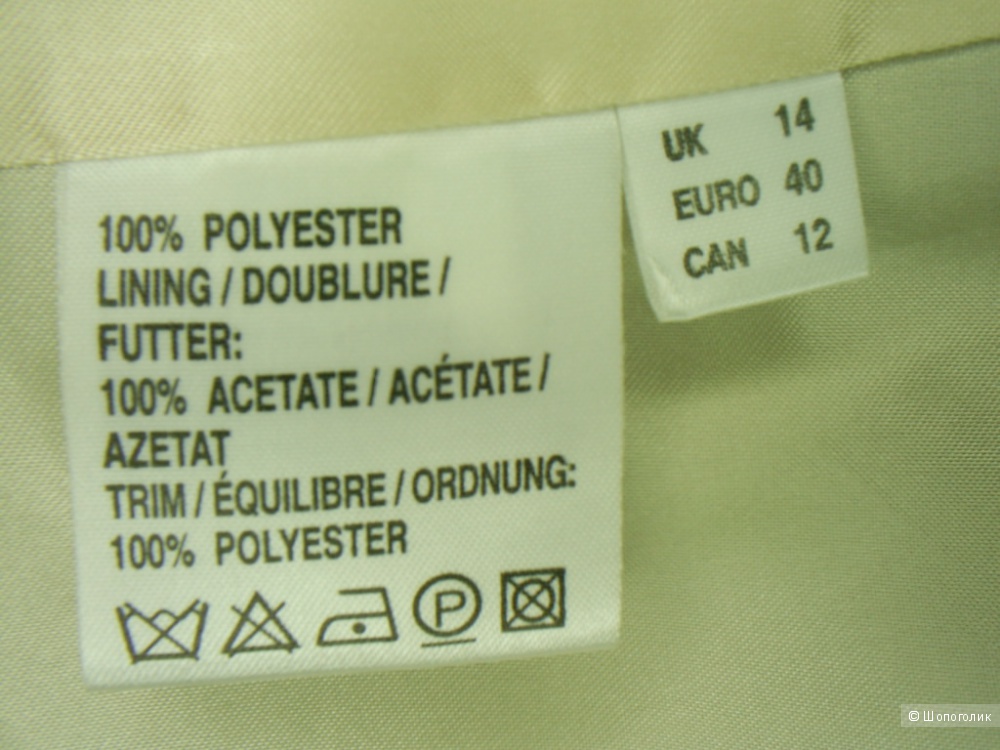 100% POLYESTER
LINING / DOUBLURE /
FUTTER:
100% ACETATE / ACÉTATE /
AZETAT
TRIM / ÉQUILIBRE / ORDNUNG:
100% POLYESTER
P
UK 14
EURO 40
CAN 12
© Шопоголик